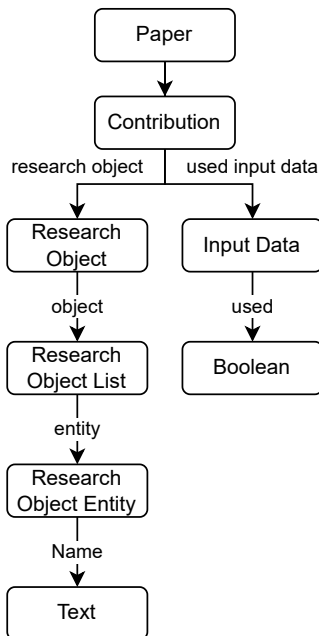 Paper
Contribution
research object
used input data
Research
Object
Input Data
object
used
Research
Object List
Boolean
entity
Research
Object Entity
Name
Text